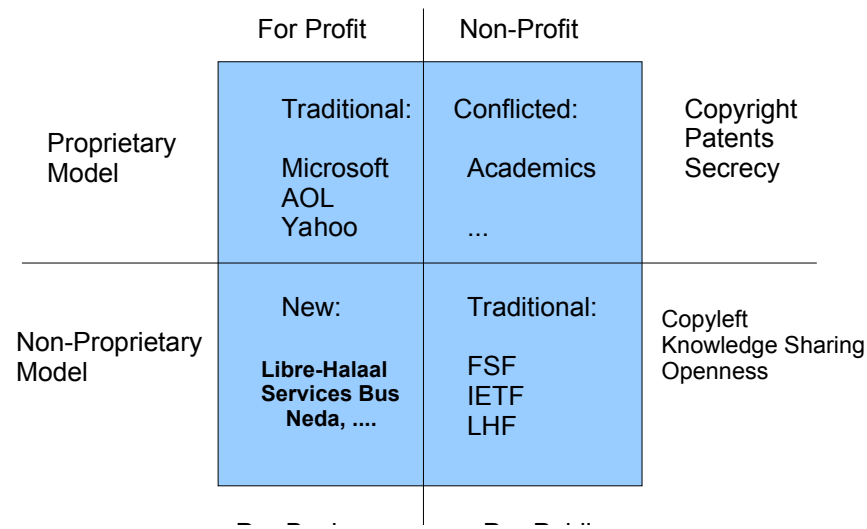 For Profit
Non-Profit
Proprietary
Model
Traditional:
Microsoft
AOL
Yahoo
Conflicted:
Academics
...
Copyright
Patents
Secrecy
Non-Proprietary
Model
New:
Libre-Halaal
Services Bus
Neda, ....
Traditional:
FSF
IETF
LHF
Copyleft
Knowledge Sharing
Openness